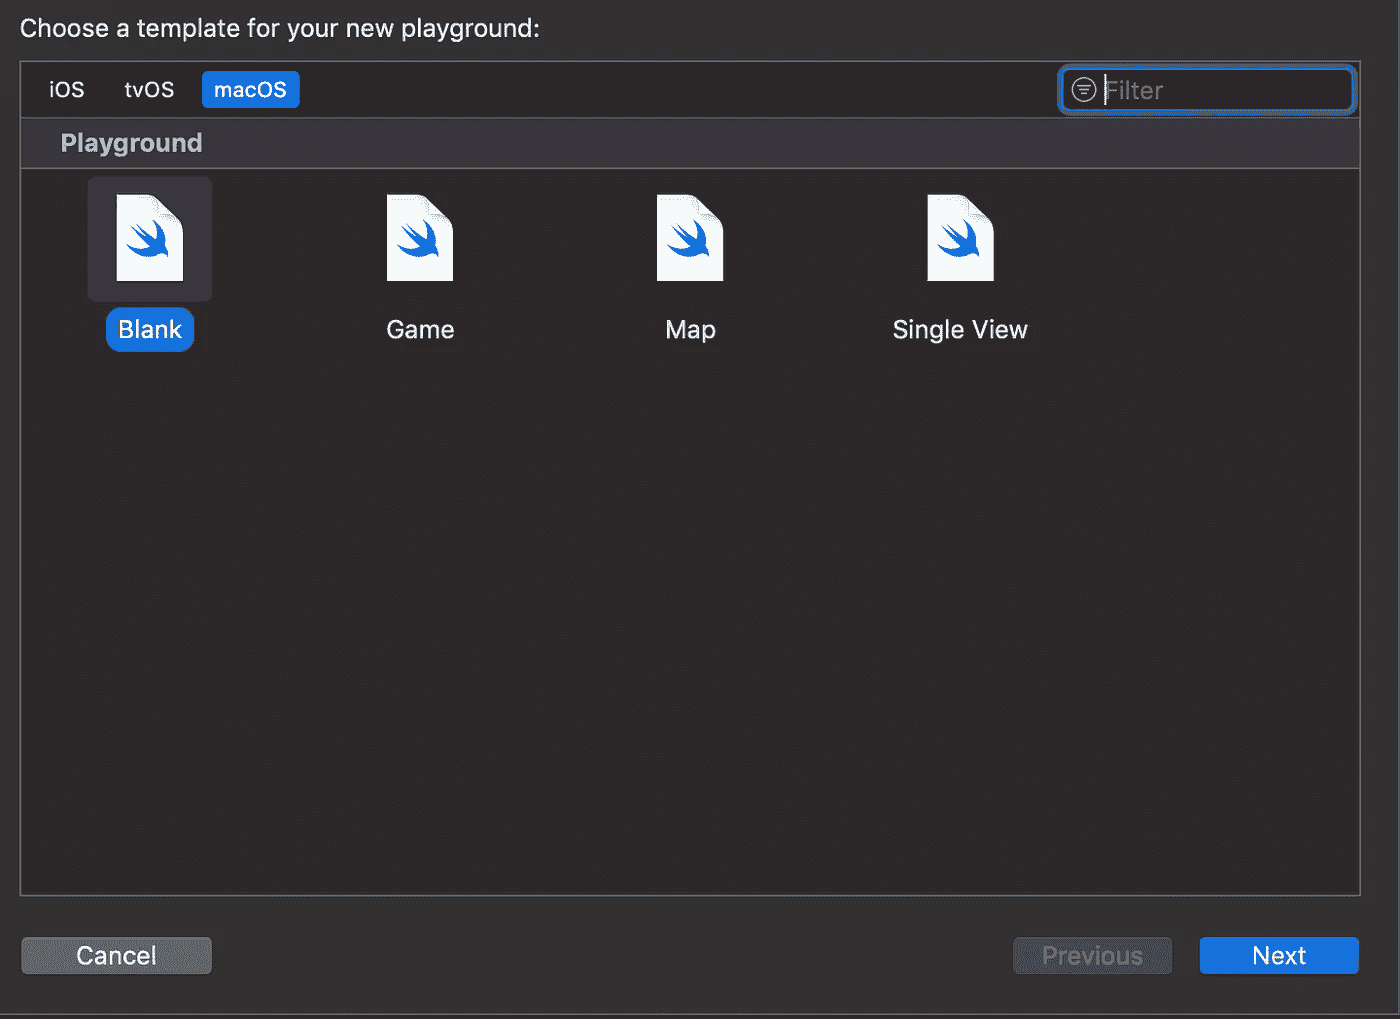 Choose a template for your new playground:
iOS tvOS macOS Filter
Playground
Blank Game Map Single View
Cancel Previous Next